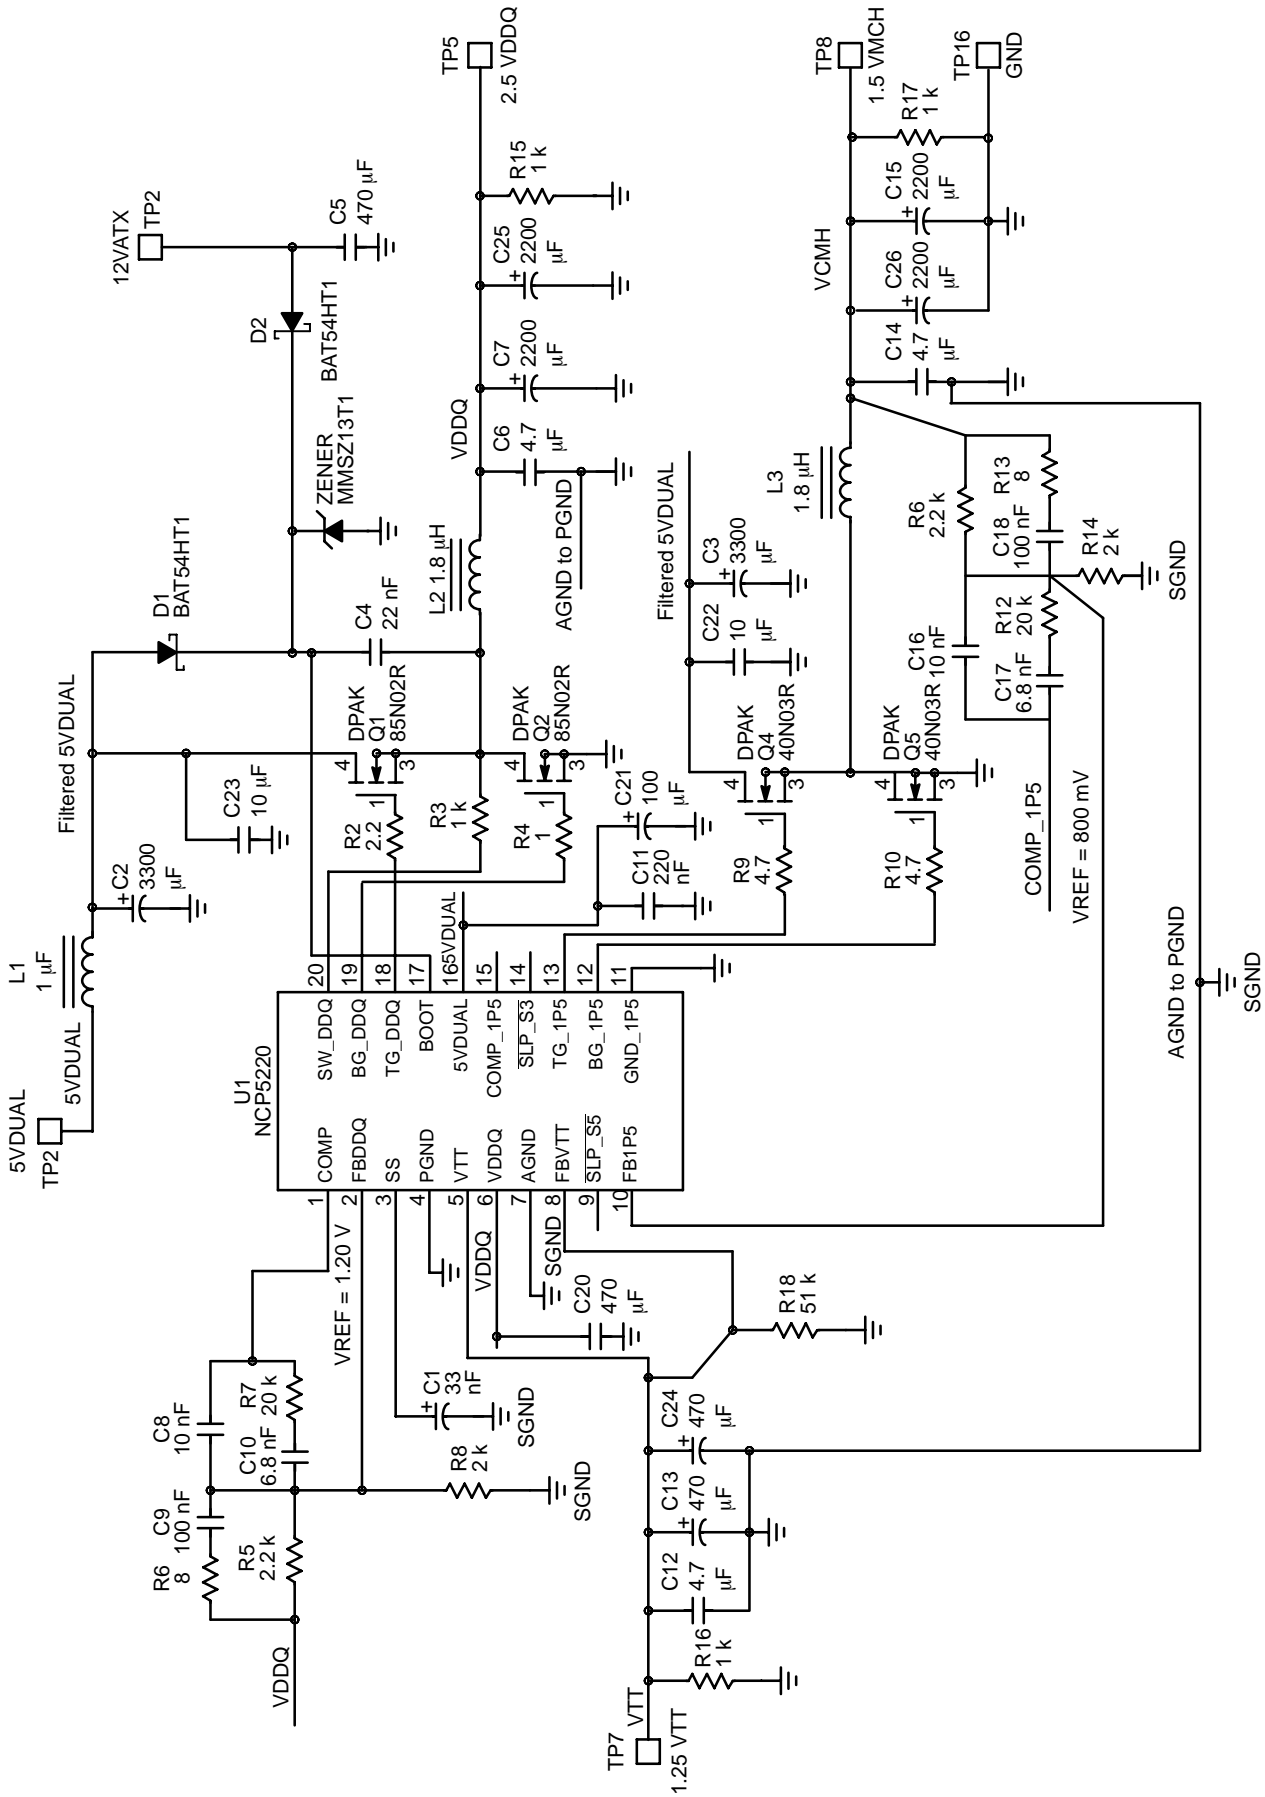 5VDUAL
TP2
5VDUAL
L1
1 µF
C2
3300
µF
Filtered 5VDUAL
C23
10 µF
D1
BAT54HT1
ZENER
MMSZ13T1
D2
BAT54HT1
12VATX
TP2
C5
470 µF
C4
22 nF
DPAK
Q1
85N02R
4
1
3
R2
2.2
R3
1 k
R4
1
DPAK
Q2
85N02R
4
1
3
L2 1.8 µH
VDDQ
C6
4.7
µF
AGND to PGND
C7
2200
µF
C25
2200
µF
R15
1 k
TP5
2.5 VDDQ
U1
NCP5220
20 SW_DDQ
19 BG_DDQ
18 TG_DDQ
17 BOOT
16 5VDUAL
15 COMP_1P5
14 SLP_S3
13 TG_1P5
12 BG_1P5
11 GND_1P5
1 COMP
2 FBDDQ
3 SS
4 PGND
5 VTT
6 VDDQ
7 AGND
8 FBVTT
9 SLP_S5
10 FB1P5
5VDUAL
C11
220
nF
C21
100
µF
R9
4.7
R10
4.7
DPAK
Q4
40N03R
4
1
3
DPAK
Q5
40N03R
4
1
3
Filtered 5VDUAL
C22
10
µF
C3
3300
µF
L3
1.8 µH
VCMH
C14
4.7
µF
C26
2200
µF
C15
2200
µF
R17
1 k
TP8
1.5 VMCH
TP16
GND
R6
2.2 k
C18
100 nF
R13
8
C16
10 nF
C17
6.8 nF
R12
20 k
R14
2 k
SGND
COMP_1P5
VREF = 800 mV
AGND to PGND
SGND
VREF = 1.20 V
C8
10 nF
R7
20 k
C10
6.8 nF
C9
100 nF
R6
8
R5
2.2 k
VDDQ
R8
2 k
SGND
C1
33
nF
SGND
VDDQ
SGND
C20
470
µF
R18
51 k
C24
470
µF
C13
470
µF
C12
4.7
µF
R16
1 k
VTT
TP7
1.25 VTT